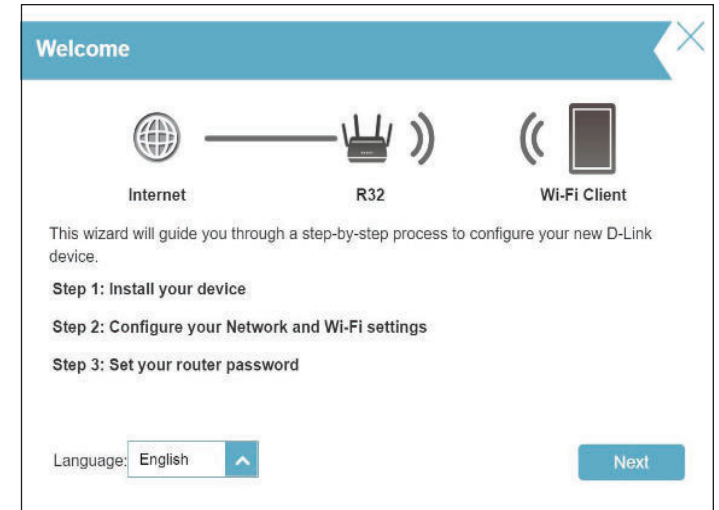 Welcome
Internet
R32
Wi-Fi Client
This wizard will guide you through a step-by-step process to configure your new D-Link
device.
Step 1: Install your device
Step 2: Configure your Network and Wi-Fi settings
Step 3: Set your router password
Language: English
Next